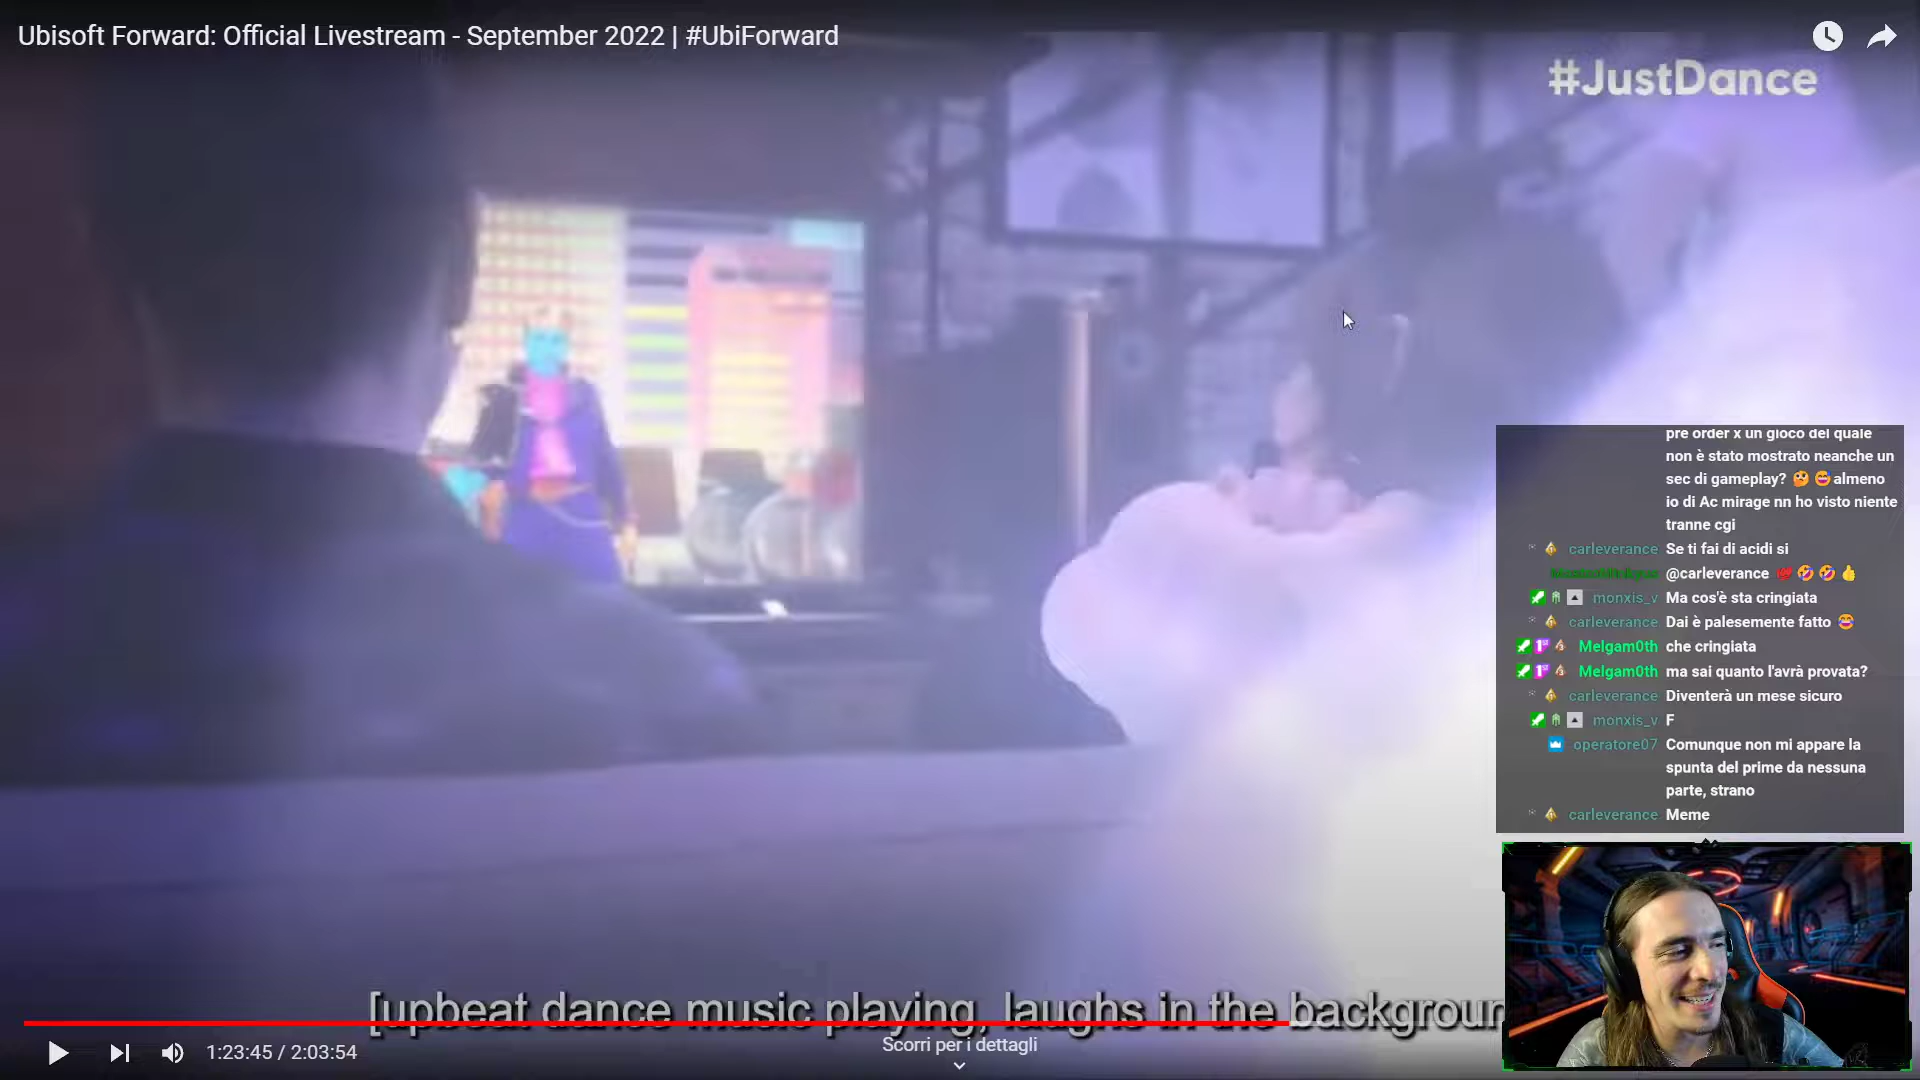 Ubisoft Forward: Official Livestream - September 2022 | #UbiForward
#JustDance
pre order x un gioco del quale
non è stato mostrato neanche un
sec di gameplay? 🤔 😅almeno
io di Ac mirage nn ho visto niente
tranne cgi
carleverance Se ti fai di acidi si
@carleverance 💓 🤣 🤣 👍
monxis_v Ma cos'è sta cringiata
carleverance Dai è palesemente fatto 😂
Melgam0th che cringiata
Melgam0th ma sai quanto l'avrà provata?
carleverance Diventerà un mese sicuro
monxis_v F
operatore07 Comunque non mi appare la
spunta del prime da nessuna
parte, strano
carleverance Meme
[upbeat dance music playing, laughs in the backgroun
1:23:45 / 2:03:54
Scorri per i dettagli